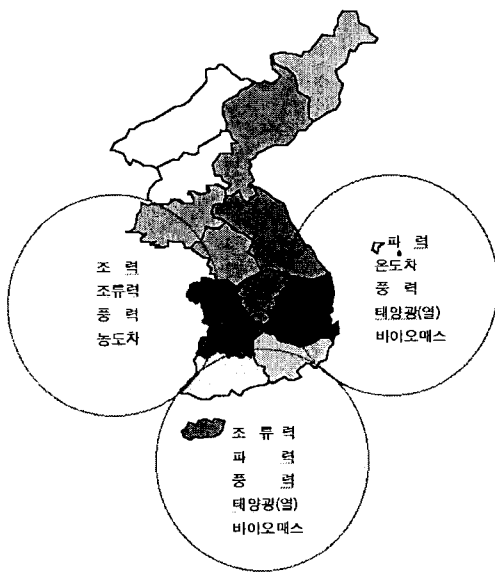 조 력
조류력
풍 력
농도차
파 력
온도차
풍 력
태양광(열)
바이오매스
조 류 력
파 력
풍 력
태양광(열)
바이오매스